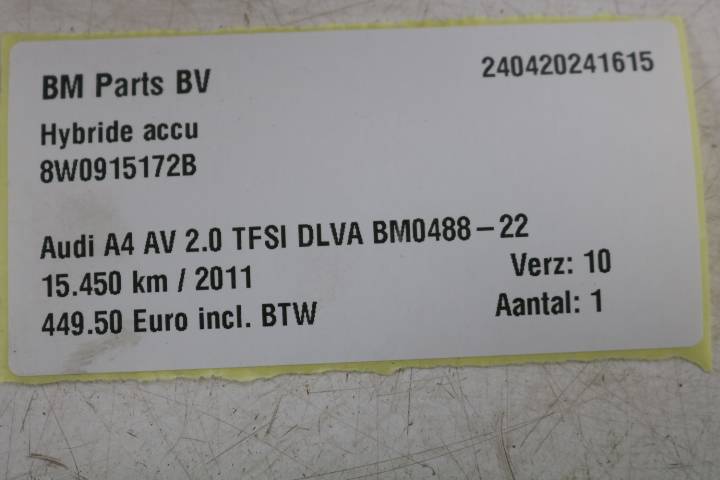 BM Parts BV 240420241615
Hybride accu
8W0915172B
Audi A4 AV 2.0 TFSI DLVA BM0488-22
15.450 km / 2011 Verz: 10
449.50 Euro incl. BTW Aantal: 1